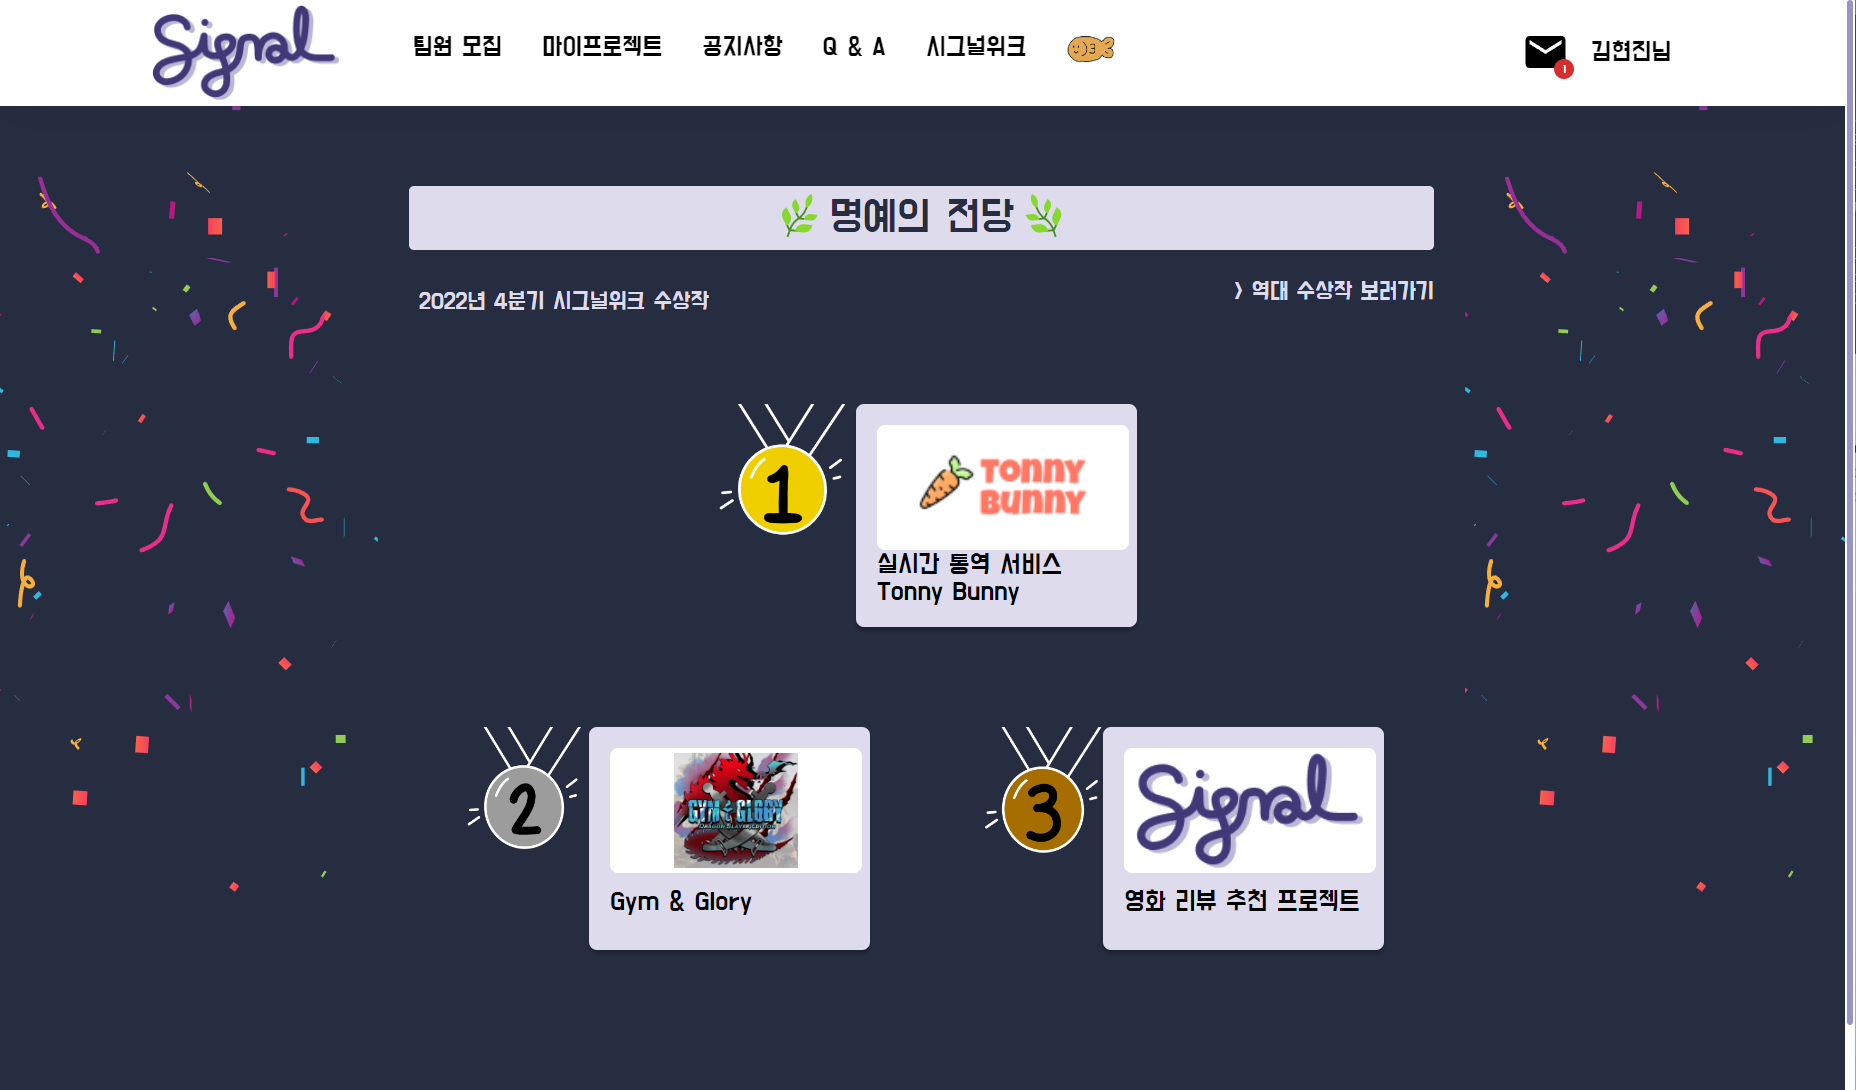 Signal
팀원 모집
마이프로젝트
공지사항
Q & A
시그널위크
1
김현진님
명예의 전당
2022년 4분기 시그널위크 수상작
> 역대 수상작 보러가기
1
TONNY
BUNNY
실시간 통역 서비스
Tonny Bunny
2
GYM & GLORY
DRAGON SLAYER EDITION
Gym & Glory
3
Signal
영화 리뷰 추천 프로젝트